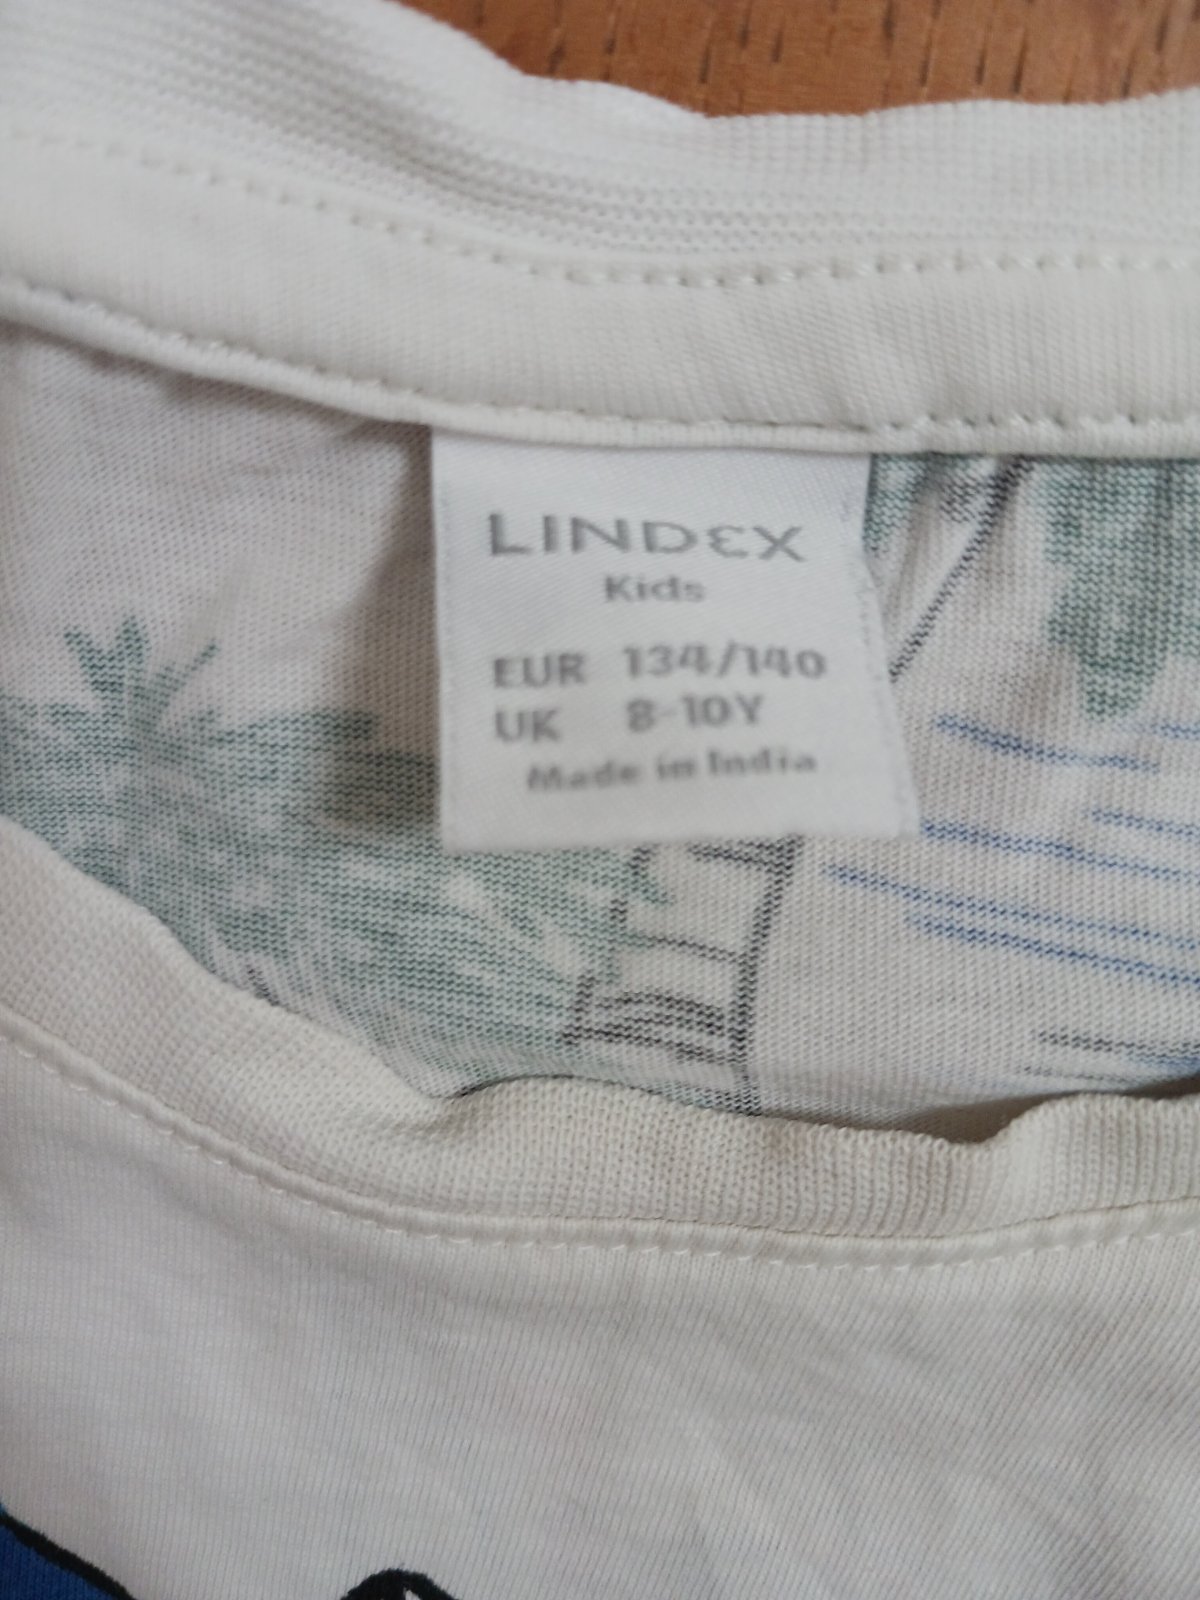 LINDEX
Kids
EUR 134/140
UK 8-10Y
Made in India